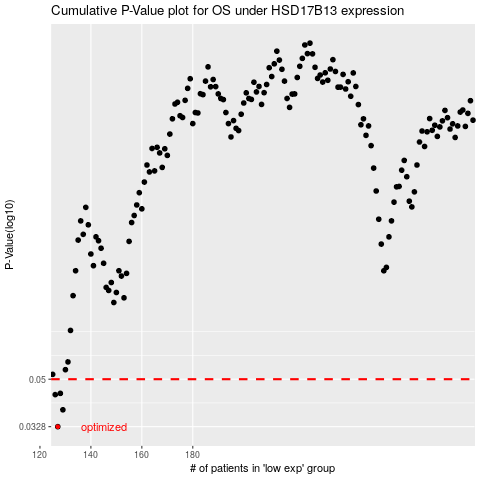 Cumulative P-Value plot for OS under HSD17B13 expression
P-Value(log10)
0.05
0.0328
optimized
120 140 160 180
# of patients in 'low exp' group